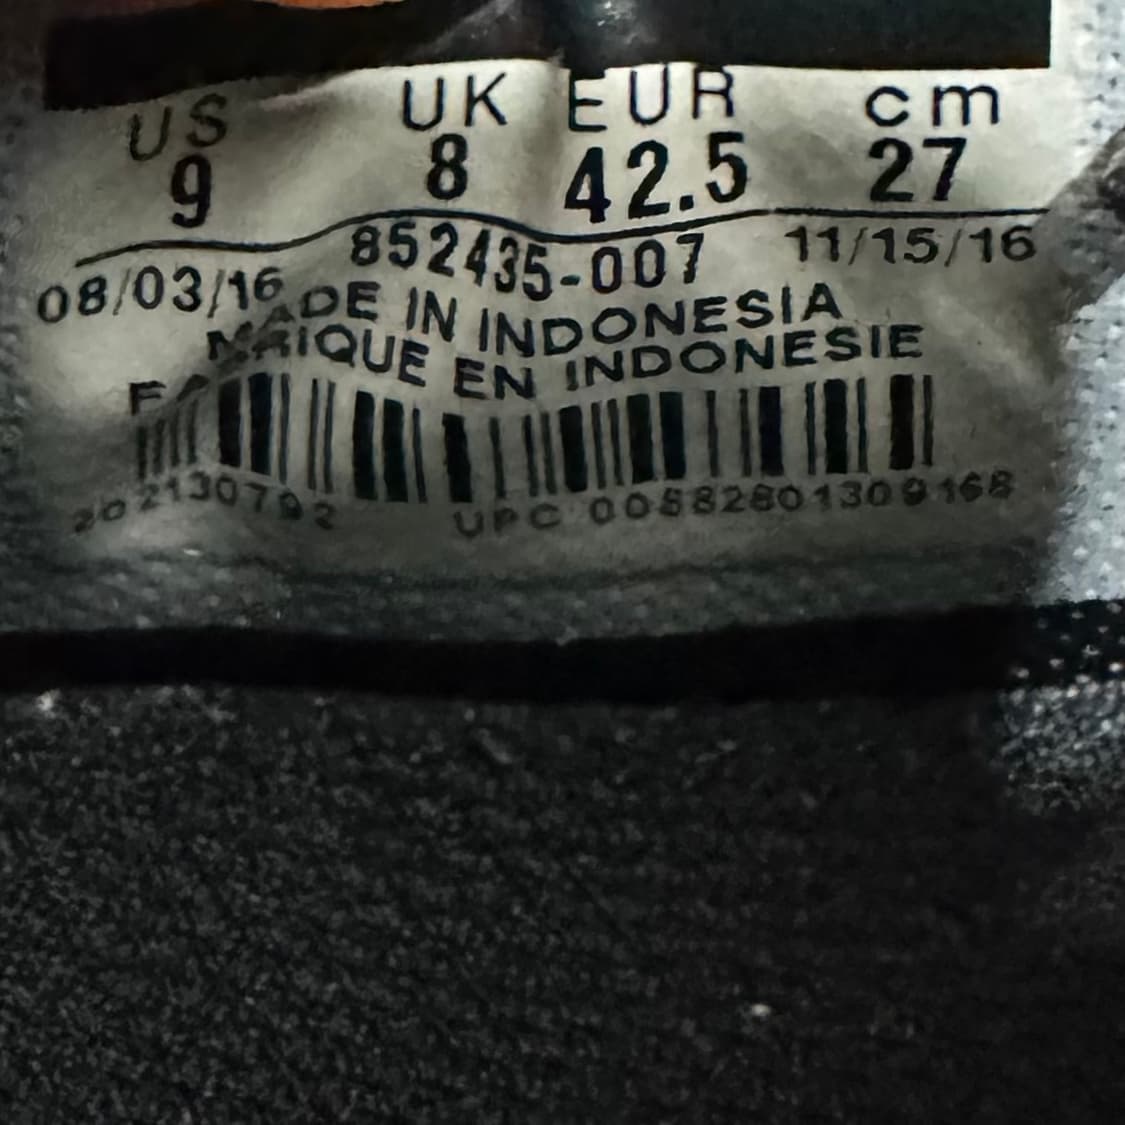 US UK EUR cm
9 8 42.5 27
08/03/16 852435-007 11/15/16
MADE IN INDONESIA
FABRIQUE EN INDONESIE
UPC 00882801309168